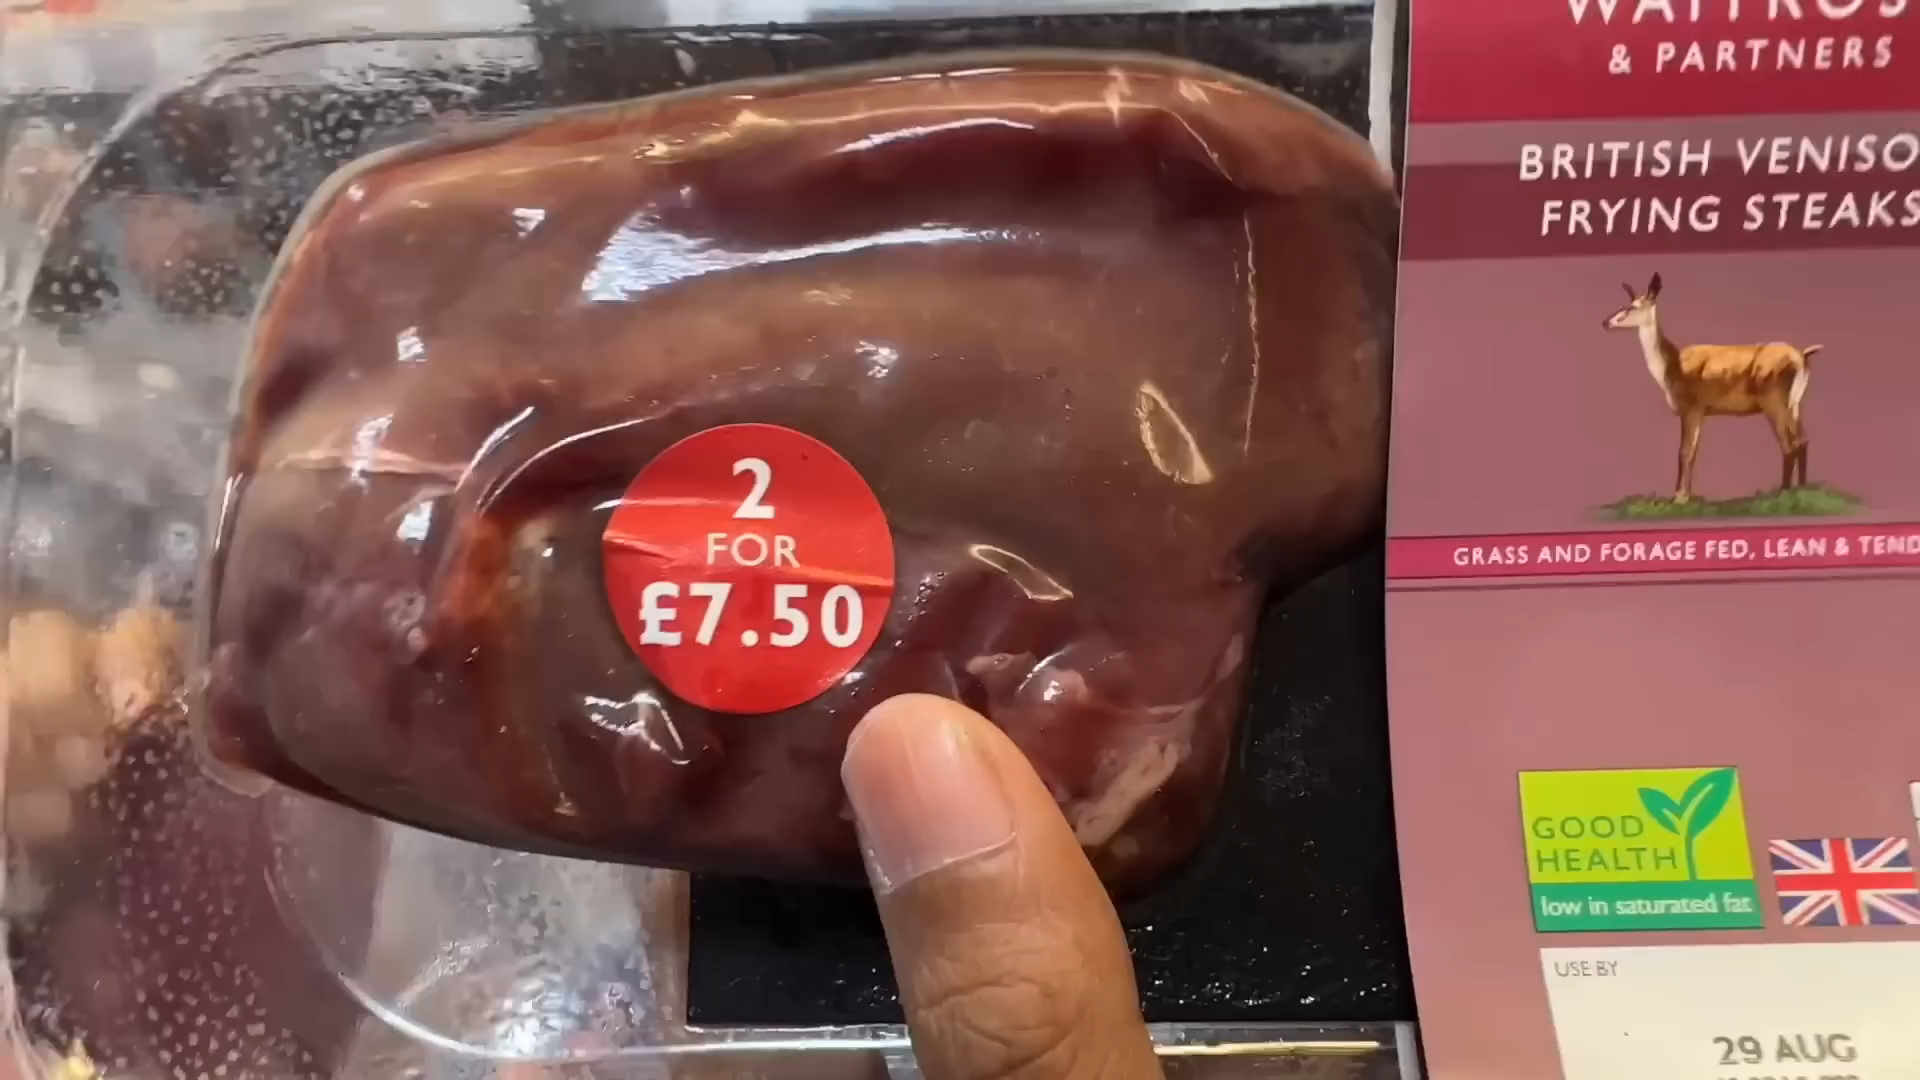 2
FOR
£7.50
WAITROS
& PARTNERS
BRITISH VENISO
FRYING STEAKS
GRASS AND FORAGE FED, LEAN & TEND
GOOD
HEALTH
low in saturated fat
USE BY
29 AUG